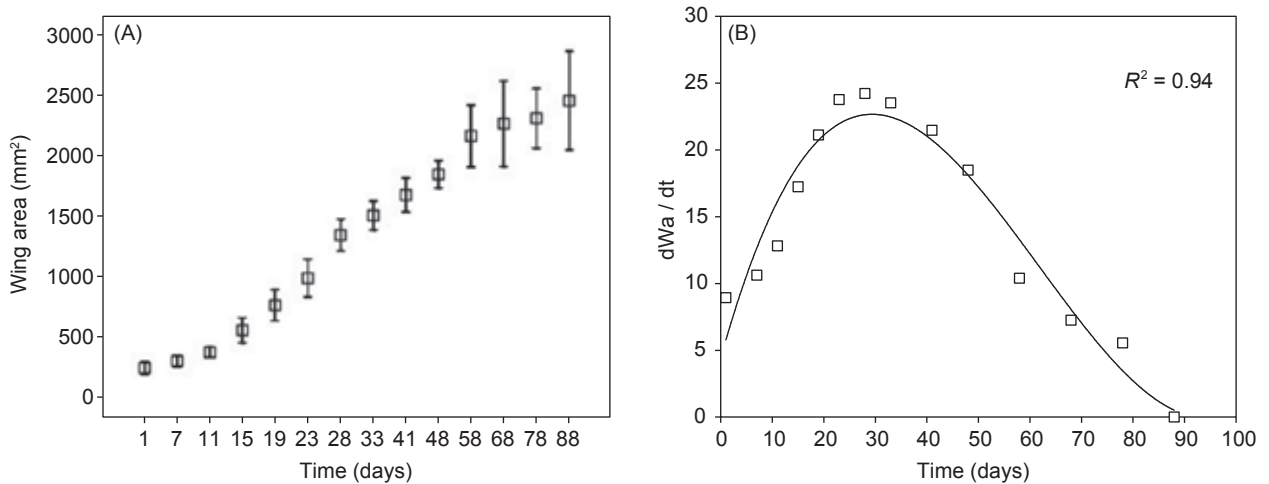 (A)
3000
2500
2000
1500
1000
500
0
Wing area (mm²)
1 7 11 15 19 23 28 33 41 48 58 68 78 88
Time (days)
(B)
R² = 0.94
30
25
20
15
10
5
0
dWa / dt
0 10 20 30 40 50 60 70 80 90 100
Time (days)